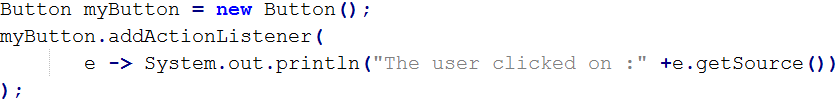 Button myButton = new Button();
myButton.addActionListener(
e -> System.out.println("The user clicked on :" +e.getSource())
);